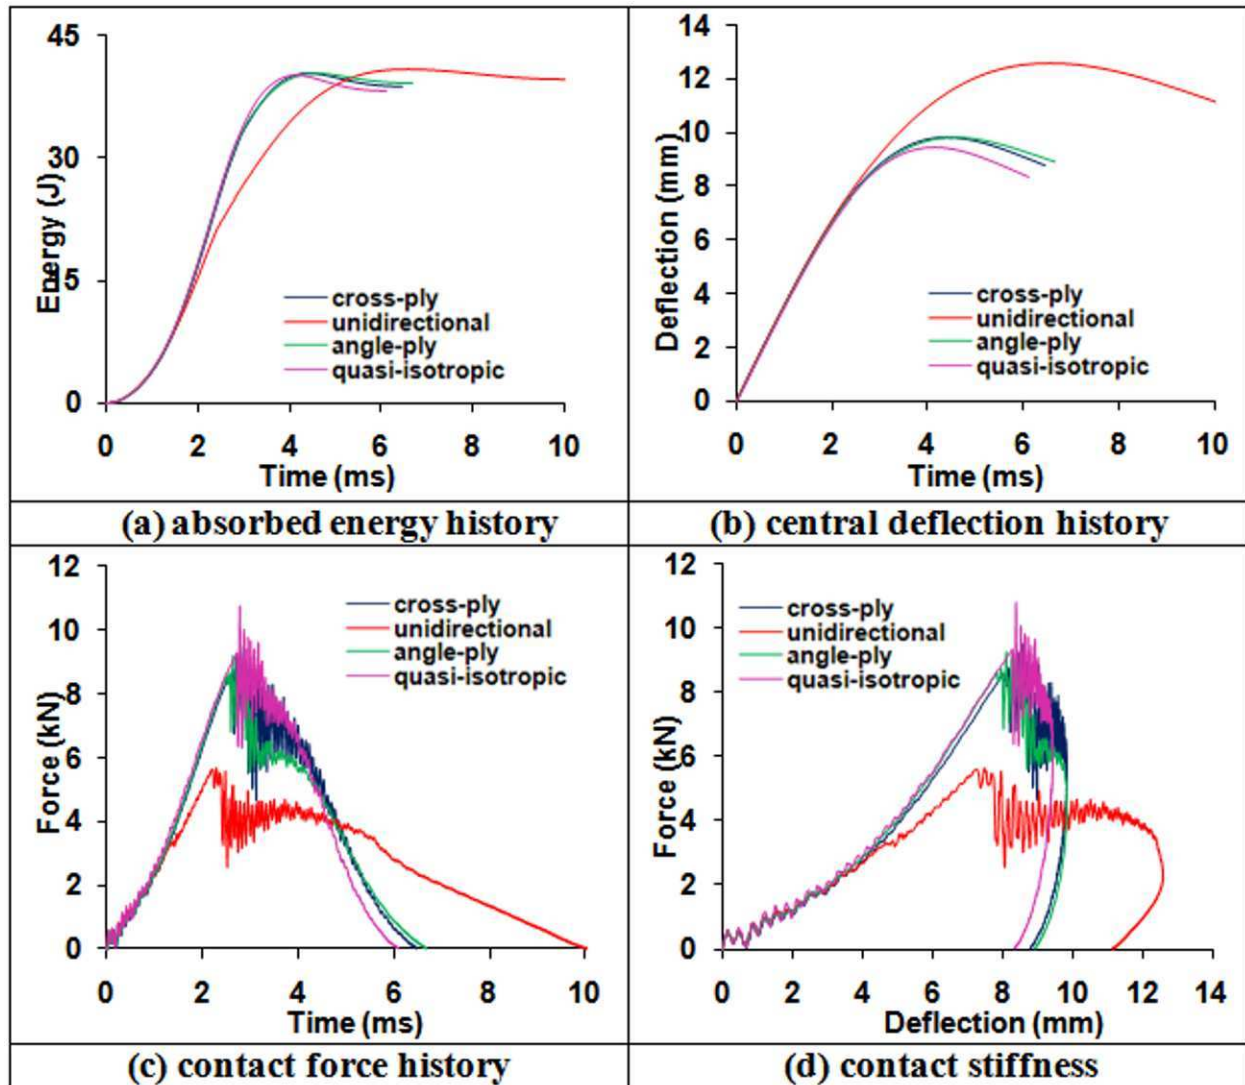 45
30
15
0
Energy (J)
cross-ply
unidirectional
angle-ply
quasi-isotropic
0 2 4 6 8 10
Time (ms)
(a) absorbed energy history
14
12
10
8
6
4
2
0
Deflection (mm)
cross-ply
unidirectional
angle-ply
quasi-isotropic
0 2 4 6 8 10
Time (ms)
(b) central deflection history
12
10
8
6
4
2
0
Force (kN)
cross-ply
unidirectional
angle-ply
quasi-isotropic
0 2 4 6 8 10
Time (ms)
(c) contact force history
12
10
8
6
4
2
0
Force (kN)
cross-ply
unidirectional
angle-ply
quasi-isotropic
0 2 4 6 8 10 12 14
Deflection (mm)
(d) contact stiffness